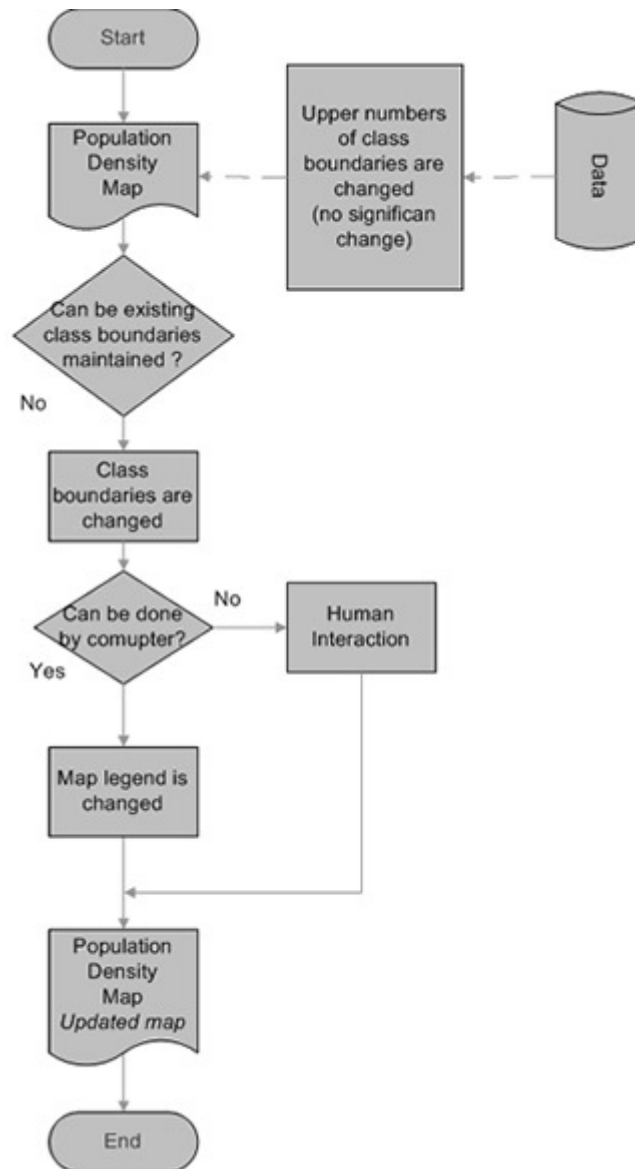 Start
Population
Density
Map
Upper numbers
of class
boundaries are
changed
(no significan
change)
Data
Can be existing
class boundaries
maintained ?
No
Class
boundaries are
changed
Can be done
by comupter?
No
Human
Interaction
Yes
Map legend is
changed
Population
Density
Map
Updated map
End